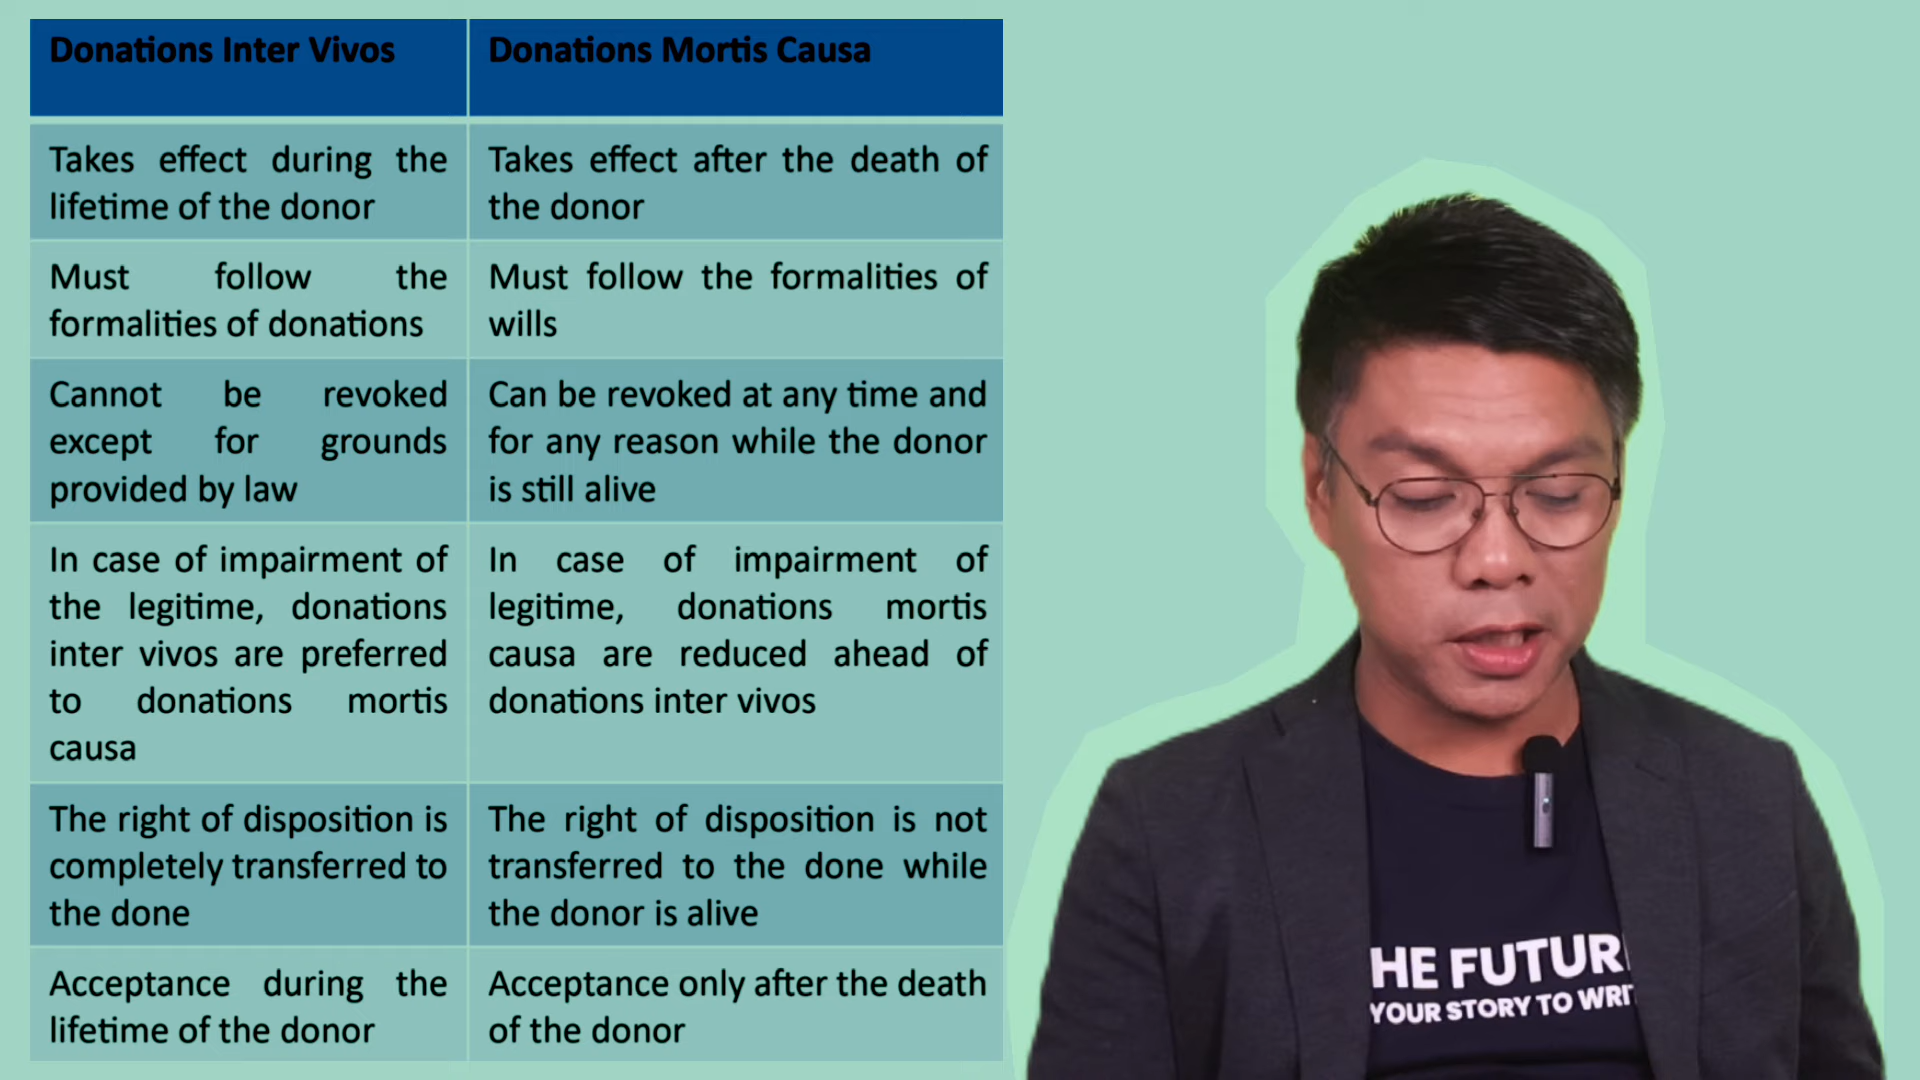 Donations Inter Vivos
Donations Mortis Causa
Takes effect during the
lifetime of the donor
Takes effect after the death of
the donor
Must follow the
formalities of donations
Must follow the formalities of
wills
Cannot be revoked
except for grounds
provided by law
Can be revoked at any time and
for any reason while the donor
is still alive
In case of impairment of
the legitime, donations
inter vivos are preferred
to donations mortis
causa
In case of impairment of
legitime, donations mortis
causa are reduced ahead of
donations inter vivos
The right of disposition is
completely transferred to
the done
The right of disposition is not
transferred to the done while
the donor is alive
Acceptance during the
lifetime of the donor
Acceptance only after the death
of the donor
HE FUTUR
YOUR STORY TO WRIT